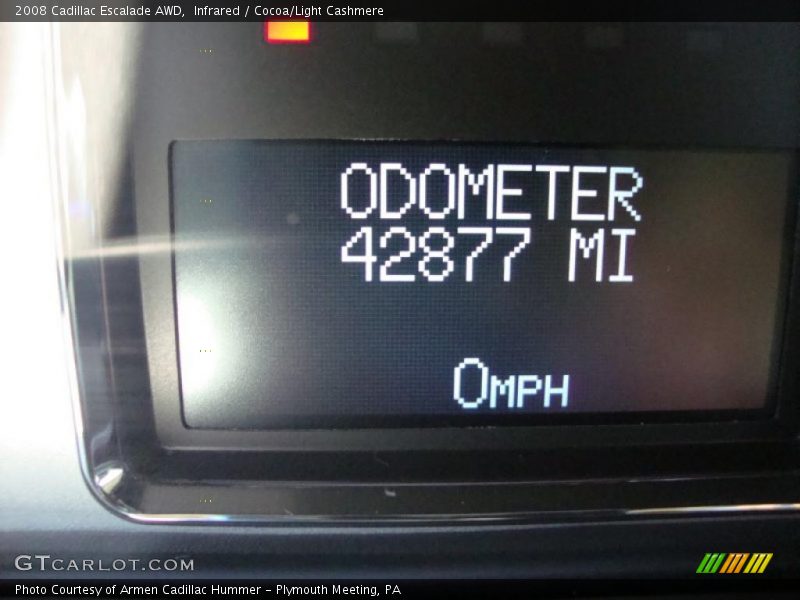 2008 Cadillac Escalade AWD,  Infrared / Cocoa/Light Cashmere
ODOMETER
42877 MI
0MPH
GTCARLOT.COM
Photo Courtesy of Armen Cadillac Hummer - Plymouth Meeting, PA